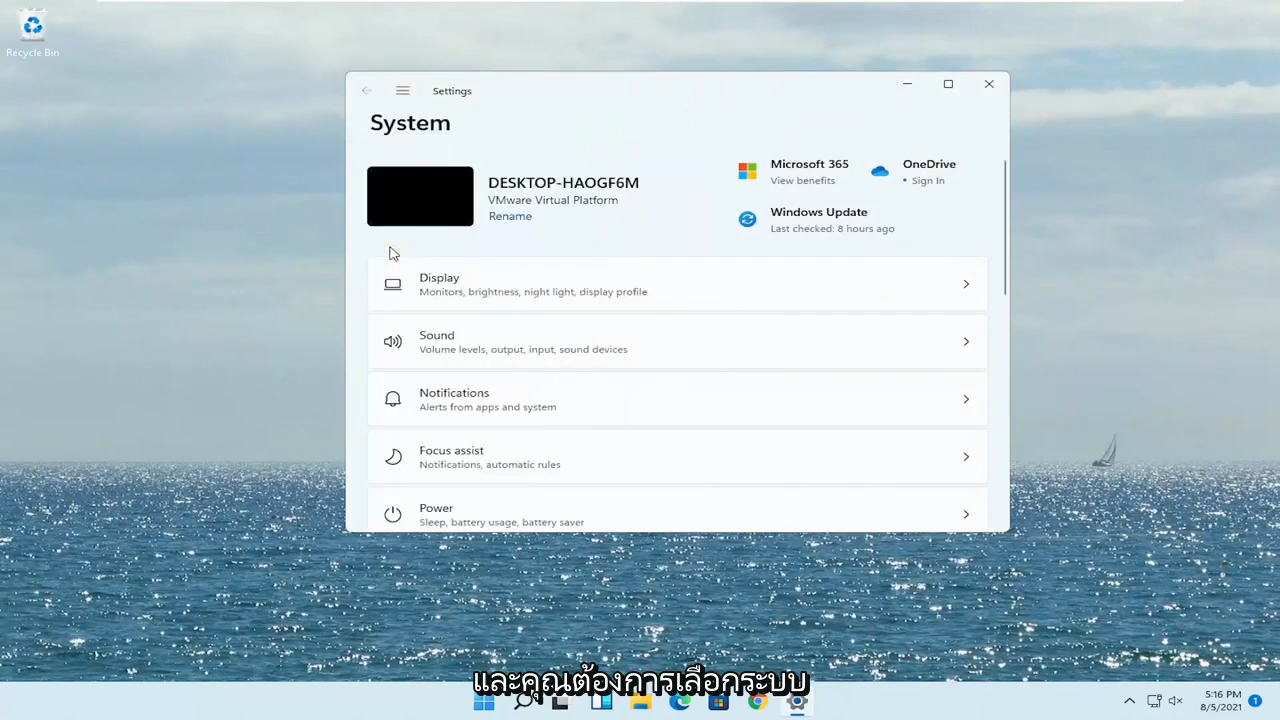 Recycle Bin
Settings
System
DESKTOP-HAOGF6M
VMware Virtual Platform
Rename
Microsoft 365
View benefits
OneDrive
• Sign In
Windows Update
Last checked: 8 hours ago
Display
Monitors, brightness, night light, display profile
Sound
Volume levels, output, input, sound devices
Notifications
Alerts from apps and system
Focus assist
Notifications, automatic rules
Power
Sleep, battery usage, battery saver
และคุณต้องการเลือกระบบ
5:16 PM
8/5/2021
1